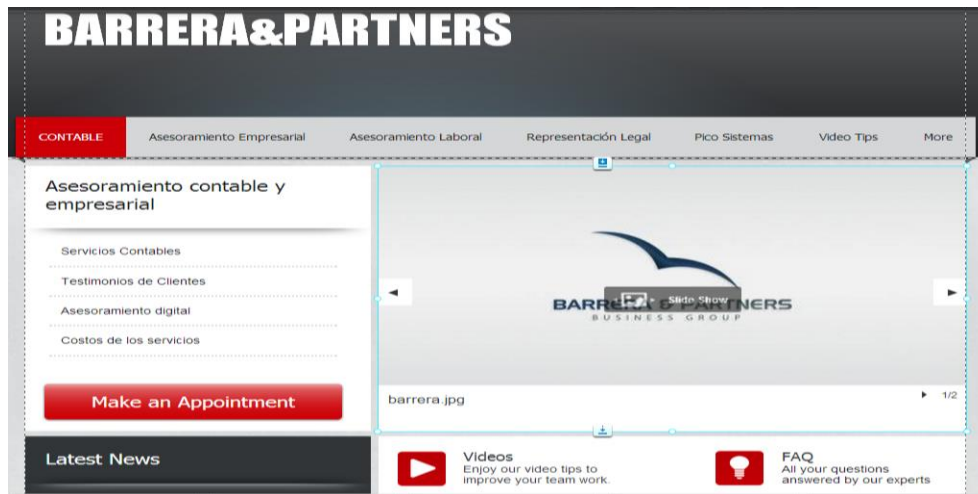 BARRERA&PARTNERS
CONTABLE Asesoramiento Empresarial Asesoramiento Laboral Representación Legal Pico Sistemas Video Tips More
Asesoramiento contable y
empresarial
Servicios Contables
Testimonios de Clientes
Asesoramiento digital
Costos de los servicios
Make an Appointment
BARRERA & PARTNERS
BUSINESS GROUP
Slide Show
barrera.jpg
1/2
Latest News
Videos
Enjoy our video tips to
improve your team work.
FAQ
All your questions
answered by our experts